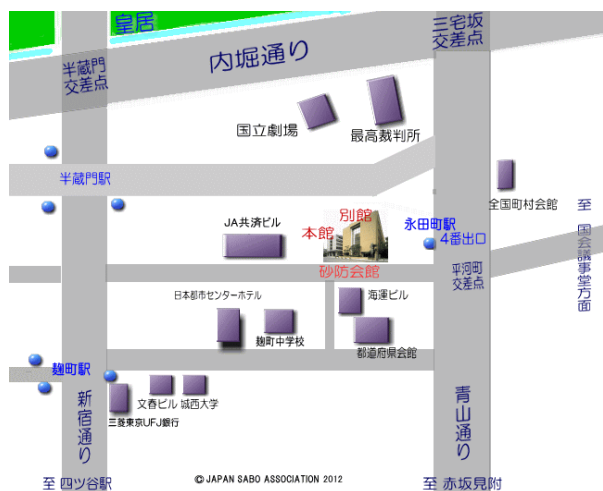 皇居
三宅坂
交差点
内堀通り
半蔵門
交差点
国立劇場
最高裁判所
半蔵門駅
全国町村会館
別館
本館
永田町駅
4番出口
至 国会議事堂方面
JA共済ビル
砂防会館
平河町
交差点
日本都市センターホテル
海運ビル
麹町中学校
都道府県会館
麹町駅
文春ビル
城西大学
三菱東京UFJ銀行
新宿通り
青山通り
至 四ツ谷駅
© JAPAN SABO ASSOCIATION 2012
至 赤坂見附